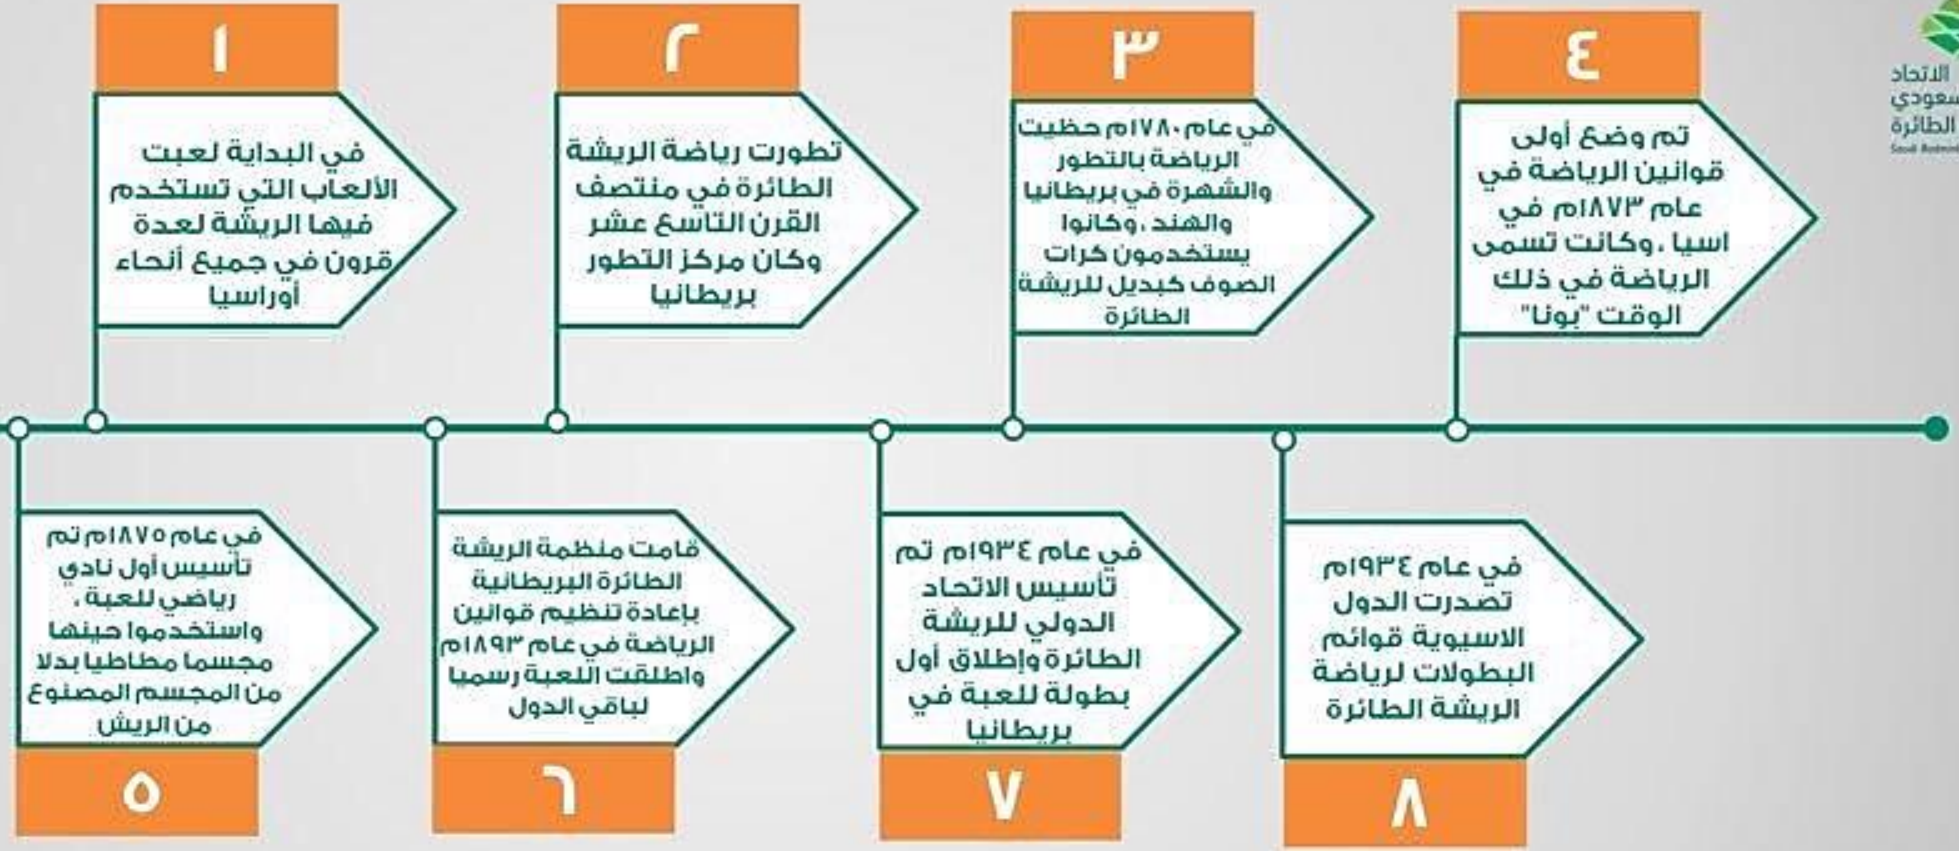 ١
في البداية لعبت
الألعاب التي تستخدم
فيها الريشة لعدة
قرون في جميع أنحاء
أوراسيا
٢
تطورت رياضة الريشة
الطائرة في منتصف
القرن التاسع عشر
وكان مركز التطور
بريطانيا
٣
في عام ١٧٨٠م حظيت
الرياضة بالتطور
والشهرة في بريطانيا
والهند ، وكانوا
يستخدمون كرات
الصوف كبديل للريشة
الطائرة
٤
تم وضع أولى
قوانين الرياضة في
عام ١٨٧٣م في
اسيا ، وكانت تسمى
الرياضة في ذلك
الوقت "بونا"
الاتحاد
سعودي
الطائرة
Saudi
في عام ١٨٧٥م تم
تأسيس أول نادي
رياضي للعبة ،
واستخدموا حينها
مجسما مطاطيا بدلا
من المجسم المصنوع
من الريش
٥
قامت منظمة الريشة
الطائرة البريطانية
بإعادة تنظيم قوانين
الرياضة في عام ١٨٩٣م
واطلقت اللعبة رسميا
لباقي الدول
٦
في عام ١٩٣٤م تم
تأسيس الاتحاد
الدولي للريشة
الطائرة وإطلاق أول
بطولة للعبة في
بريطانيا
٧
في عام ١٩٣٤م
تصدرت الدول
الاسيوية قوائم
البطولات لرياضة
الريشة الطائرة
٨